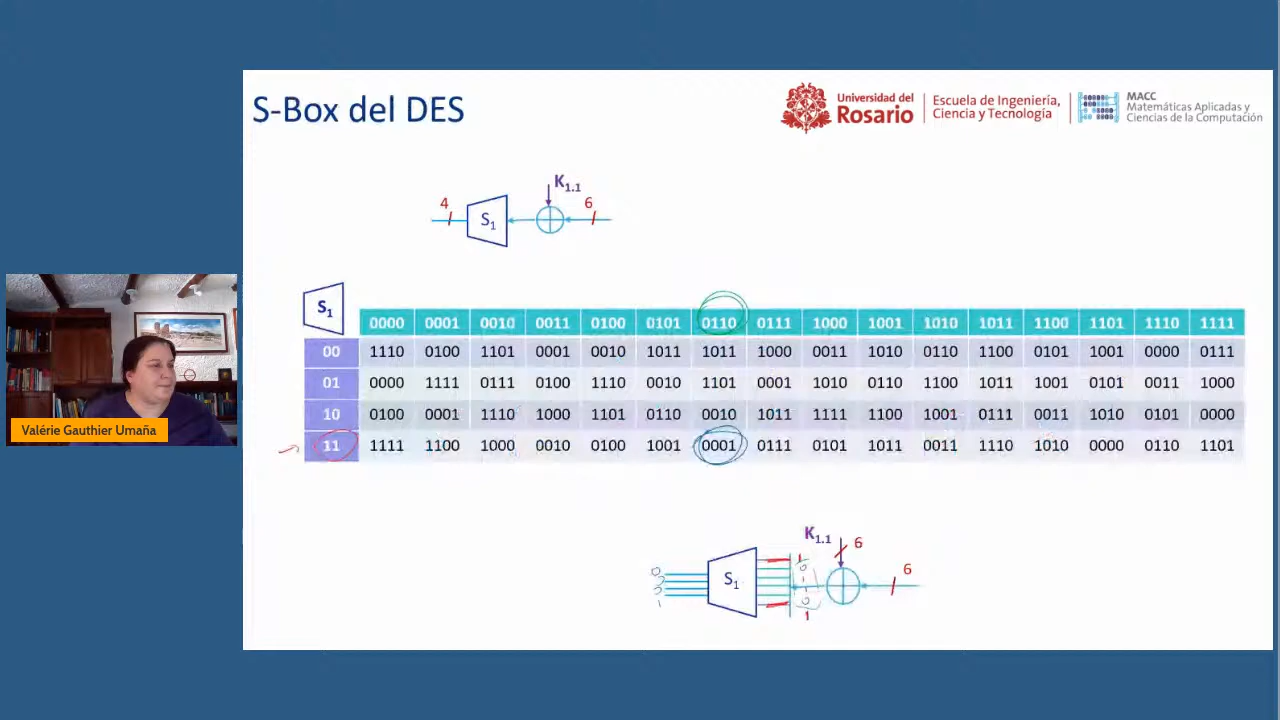 S-Box del DES
Universidad del
Rosario
Escuela de Ingeniería,
Ciencia y Tecnología
MACC
Matemáticas Aplicadas y
Ciencias de la Computación
K1.1
4
6
S1
S1
0000 0001 0010 0011 0100 0101 0110 0111 1000 1001 1010 1011 1100 1101 1110 1111
00 1110 0100 1101 0001 0010 1011 1011 1000 0011 1010 0110 1100 0101 1001 0000 0111
01 0000 1111 0111 0100 1110 0010 1101 0001 1010 0110 1100 1011 1001 0101 0011 1000
10 0100 0001 1110 1000 1101 0110 0010 1011 1111 1100 1001 0111 0011 1010 0101 0000
11 1111 1100 1000 0010 0100 1001 0001 0111 0101 1011 0011 1110 1010 0000 0110 1101
Valérie Gauthier Umaña
K1.1
6
6
S1